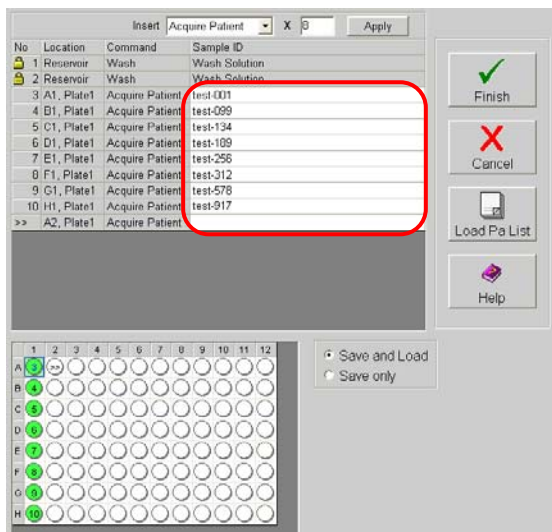 Insert Acquire Patient X 8 Apply
No Location Command Sample ID
1 Reservoir Wash Wash Solution
2 Reservoir Wash Wash Solution
3 A1, Plate1 Acquire Patient test-001
4 B1, Plate1 Acquire Patient test-099
5 C1, Plate1 Acquire Patient test-134
6 D1, Plate1 Acquire Patient test-189
7 E1, Plate1 Acquire Patient test-256
8 F1, Plate1 Acquire Patient test-312
9 G1, Plate1 Acquire Patient test-578
10 H1, Plate1 Acquire Patient test-917
>> A2, Plate1 Acquire Patient
Finish
Cancel
Load Pa List
Help
1 2 3 4 5 6 7 8 9 10 11 12
A 3 >>
B 4
C 5
D 6
E 7
F 8
G 9
H 10
Save and Load
Save only